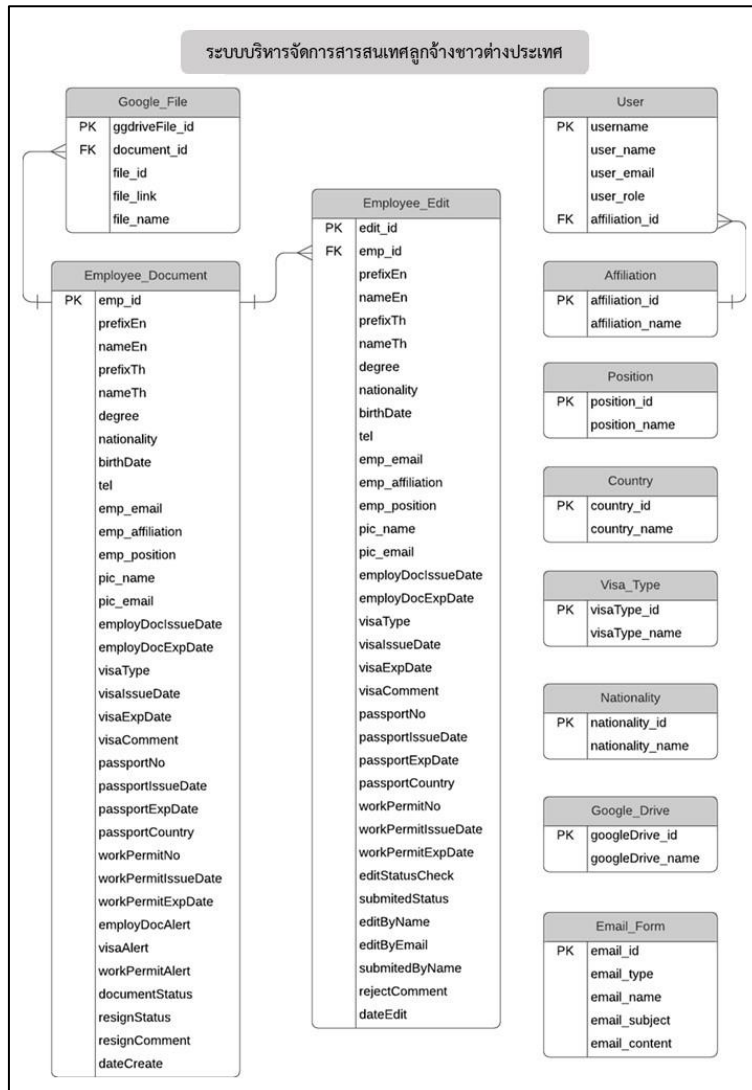 ระบบบริหารจัดการสารสนเทศลูกจ้างชาวต่างประเทศ
Google_File
PK ggdriveFile_id
FK document_id
file_id
file_link
file_name
Employee_Document
PK emp_id
prefixEn
nameEn
prefixTh
nameTh
degree
nationality
birthDate
tel
emp_email
emp_affiliation
emp_position
pic_name
pic_email
employDocIssueDate
employDocExpDate
visaType
visaIssueDate
visaExpDate
visaComment
passportNo
passportIssueDate
passportExpDate
passportCountry
workPermitNo
workPermitIssueDate
workPermitExpDate
employDocAlert
visaAlert
workPermitAlert
documentStatus
resignStatus
resignComment
dateCreate
Employee_Edit
PK edit_id
FK emp_id
prefixEn
nameEn
prefixTh
nameTh
degree
nationality
birthDate
tel
emp_email
emp_affiliation
emp_position
pic_name
pic_email
employDocIssueDate
employDocExpDate
visaType
visaIssueDate
visaExpDate
visaComment
passportNo
passportIssueDate
passportExpDate
passportCountry
workPermitNo
workPermitIssueDate
workPermitExpDate
editStatusCheck
submitedStatus
editByName
editByEmail
submitedByName
rejectComment
dateEdit
User
PK username
user_name
user_email
user_role
FK affiliation_id
Affiliation
PK affiliation_id
affiliation_name
Position
PK position_id
position_name
Country
PK country_id
country_name
Visa_Type
PK visaType_id
visaType_name
Nationality
PK nationality_id
nationality_name
Google_Drive
PK googleDrive_id
googleDrive_name
Email_Form
PK email_id
email_type
email_name
email_subject
email_content